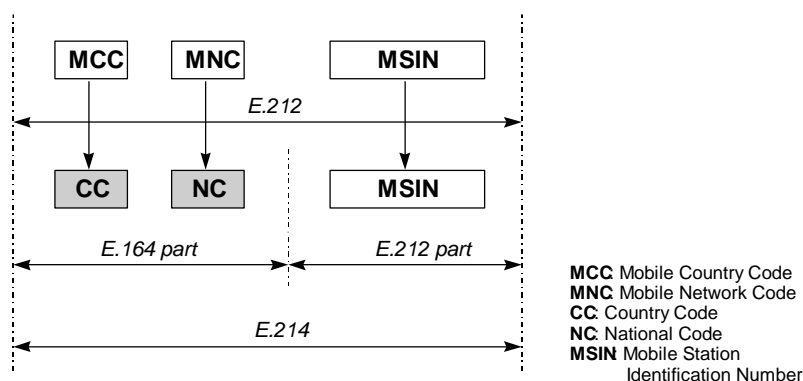 MCC MNC MSIN
E.212
CC NC MSIN
E.164 part E.212 part
E.214
MCC: Mobile Country Code
MNC: Mobile Network Code
CC: Country Code
NC: National Code
MSIN: Mobile Station
Identification Number